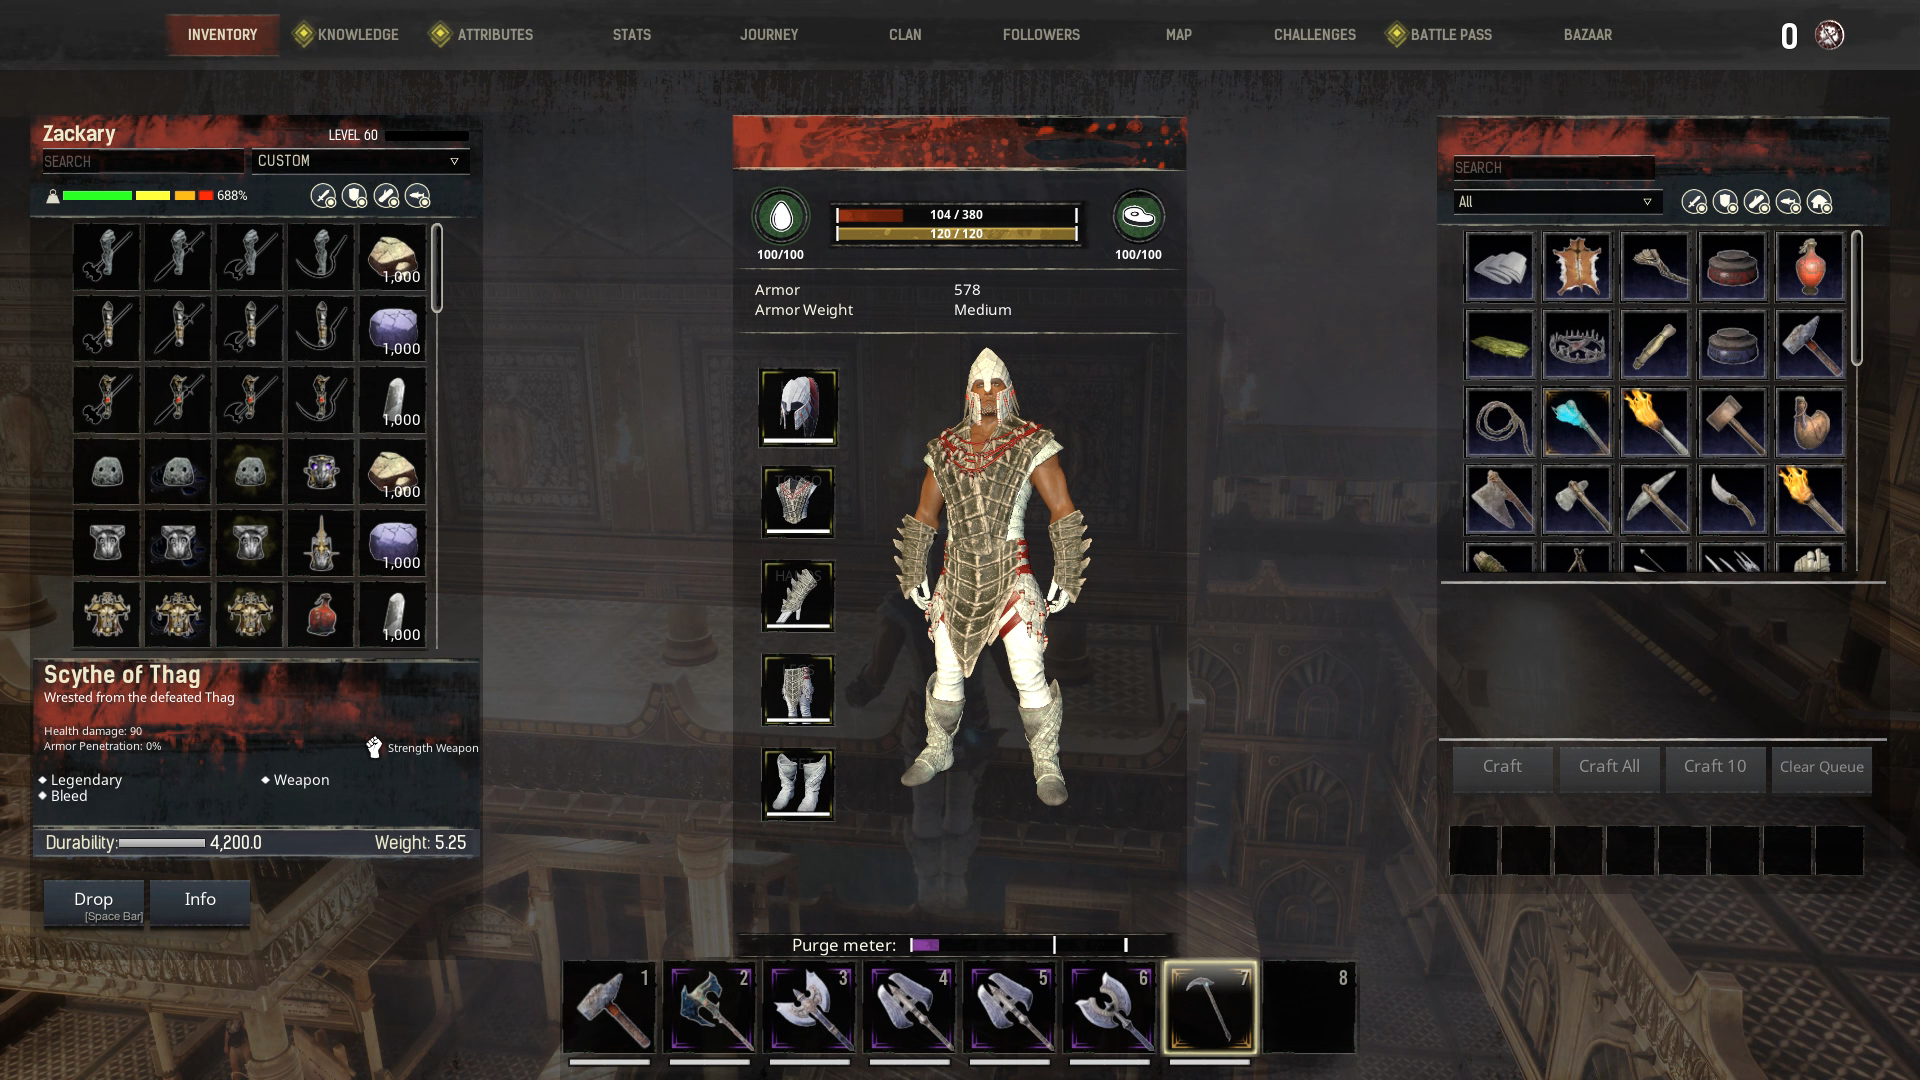 INVENTORY
KNOWLEDGE
ATTRIBUTES
STATS
JOURNEY
CLAN
FOLLOWERS
MAP
CHALLENGES
BATTLE PASS
BAZAAR
0
Zackary
LEVEL 60
SEARCH
CUSTOM
688%
1,000
1,000
1,000
1,000
1,000
1,000
Scythe of Thag
Wrested from the defeated Thag
Health damage: 90
Armor Penetration: 0%
Strength Weapon
Legendary
Weapon
Bleed
Durability: 4,200.0
Weight: 5.25
Drop
[Space Bar]
Info
104 / 380
120 / 120
100/100
100/100
Armor 578
Armor Weight Medium
Purge meter:
1
2
3
4
5
6
7
8
SEARCH
All
Craft
Craft All
Craft 10
Clear Queue